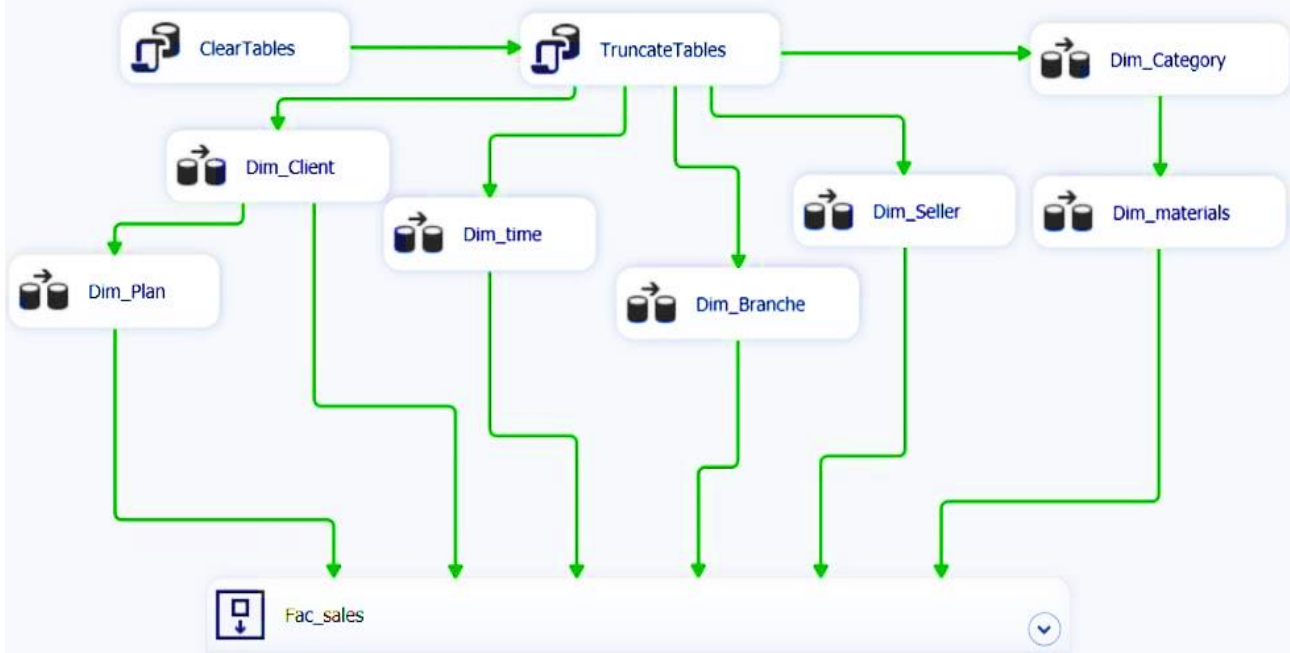 ClearTables
TruncateTables
Dim_Category
Dim_Client
Dim_time
Dim_Seller
Dim_materials
Dim_Plan
Dim_Branche
Fac_sales